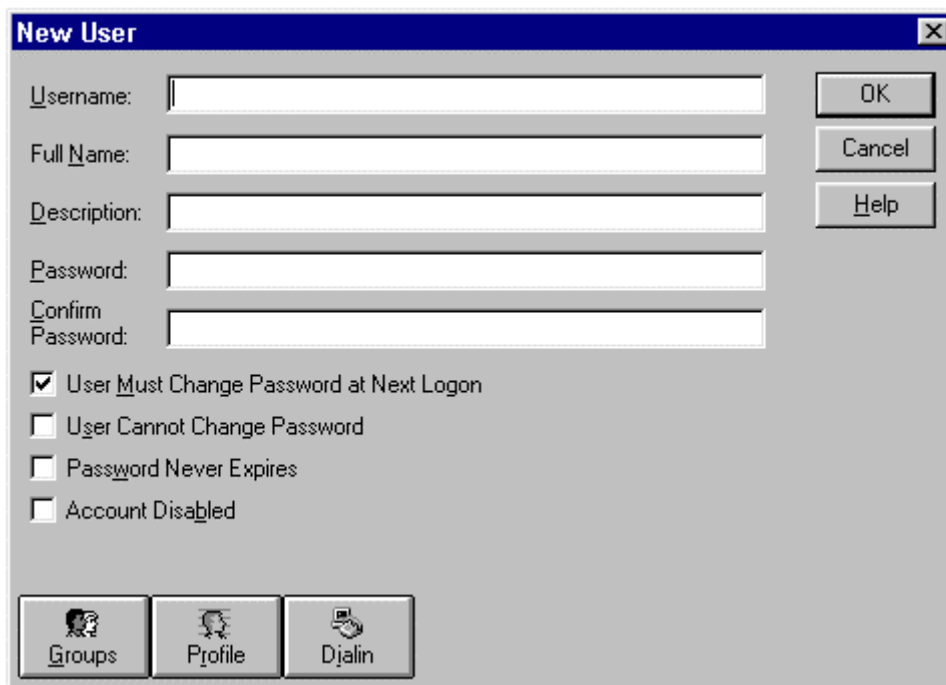 New User
Username:
OK
Full Name:
Cancel
Description:
Help
Password:
Confirm
Password:
User Must Change Password at Next Logon
User Cannot Change Password
Password Never Expires
Account Disabled
Groups
Profile
Dialin